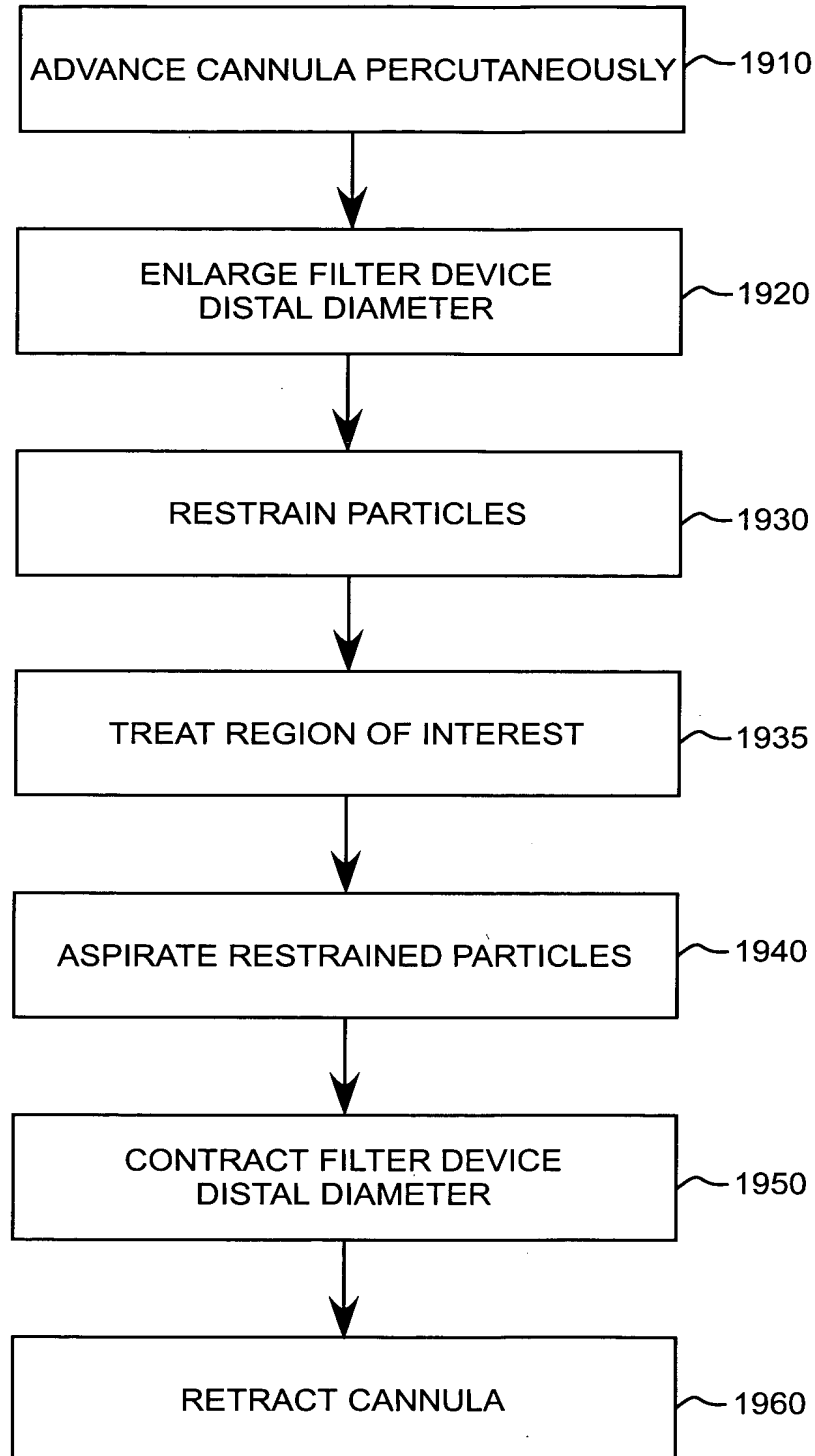 ADVANCE CANNULA PERCUTANEOUSLY
1910
ENLARGE FILTER DEVICE
DISTAL DIAMETER
1920
RESTRAIN PARTICLES
1930
TREAT REGION OF INTEREST
1935
ASPIRATE RESTRAINED PARTICLES
1940
CONTRACT FILTER DEVICE
DISTAL DIAMETER
1950
RETRACT CANNULA
1960